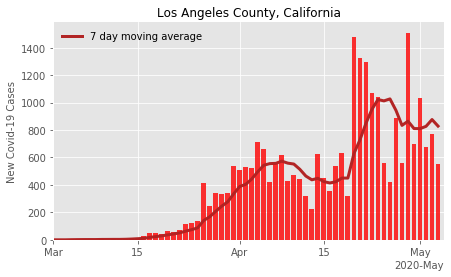 Los Angeles County, California
7 day moving average
New Covid-19 Cases
1400
1200
1000
800
600
400
200
0
Mar
15
Apr
15
May
2020-May